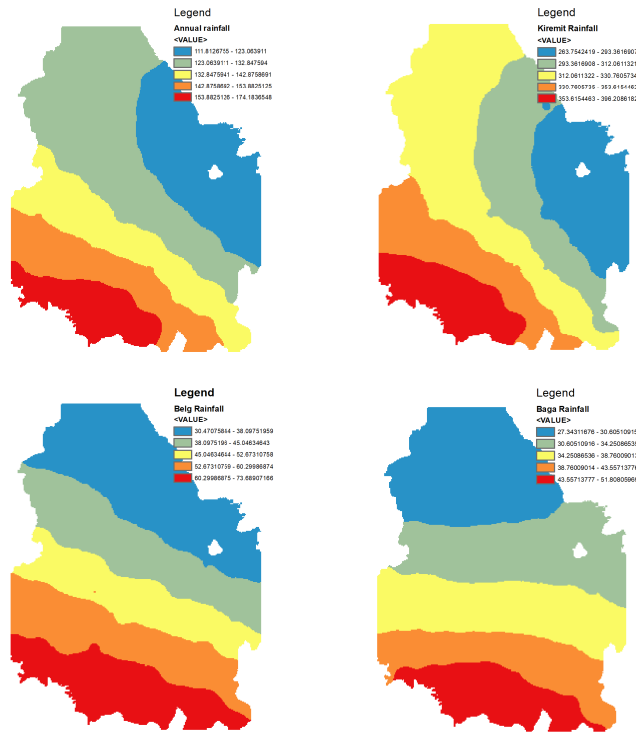 Legend
Annual rainfall
<VALUE>
111.8126755 - 123.063911
123.0639111 - 132.847594
132.8475941 - 142.8758691
142.8758692 - 153.8825125
153.8825126 - 174.1836548
Legend
Kiremit Rainfall
<VALUE>
263.7542419 - 293.3616907
293.3616908 - 312.0611321
312.0611322 - 330.7605734
330.7605735 - 353.6154462
353.6154463 - 396.2086182
Legend
Belg Rainfall
<VALUE>
30.47075844 - 38.09751959
38.0975196 - 45.04634643
45.04634644 - 52.67310758
52.67310759 - 60.29986874
60.29986875 - 73.68907166
Legend
Baga Rainfall
<VALUE>
27.34311676 - 30.60510915
30.60510916 - 34.25086535
34.25086536 - 38.76009013
38.76009014 - 43.55713776
43.55713777 - 51.80805969